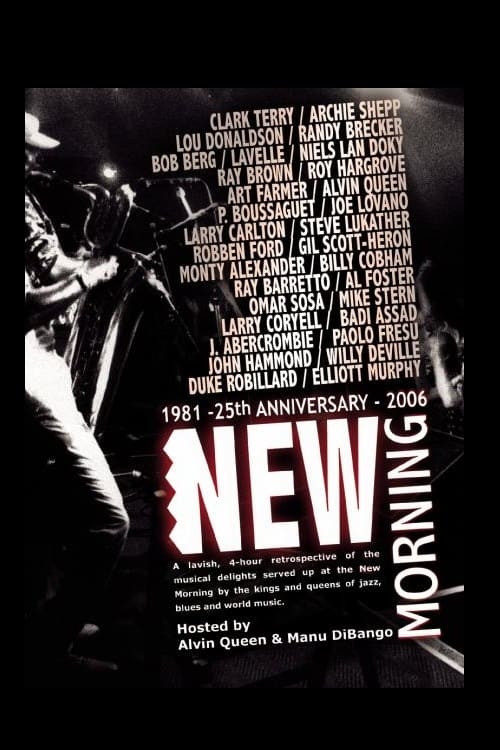 CLARK TERRY / ARCHIE SHEPP
LOU DONALDSON / RANDY BRECKER
BOB BERG / LAVELLE / NIELS LAN DOKY
RAY BROWN / ROY HARGROVE
ART FARMER / ALVIN QUEEN
P. BOUSSAGUET / JOE LOVANO
LARRY CARLTON / STEVE LUKATHER
ROBBEN FORD / GIL SCOTT-HERON
MONTY ALEXANDER / BILLY COBHAM
RAY BARRETTO / AL FOSTER
OMAR SOSA / MIKE STERN
LARRY CORYELL / BADI ASSAD
J. ABERCROMBIE / PAOLO FRESU
JOHN HAMMOND / WILLY DEVILLE
DUKE ROBILLARD / ELLIOTT MURPHY
1981 -25th ANNIVERSARY - 2006
NEW
MORNING
A lavish, 4-hour retrospective of the
musical delights served up at the New
Morning by the kings and queens of jazz,
blues and world music.
Hosted by
Alvin Queen & Manu DiBango